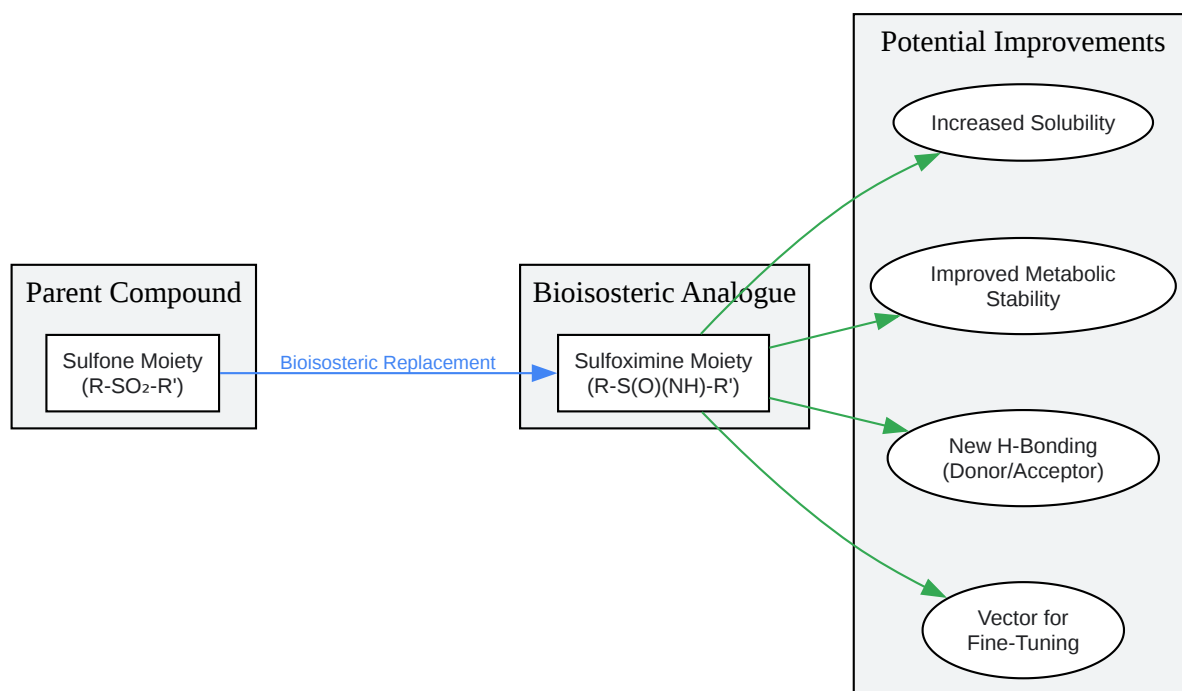 Parent Compound
Sulfone Moiety
(R-SO₂-R')
Bioisosteric Replacement
Bioisosteric Analogue
Sulfoximine Moiety
(R-S(O)(NH)-R')
Potential Improvements
Increased Solubility
Improved Metabolic
Stability
New H-Bonding
(Donor/Acceptor)
Vector for
Fine-Tuning